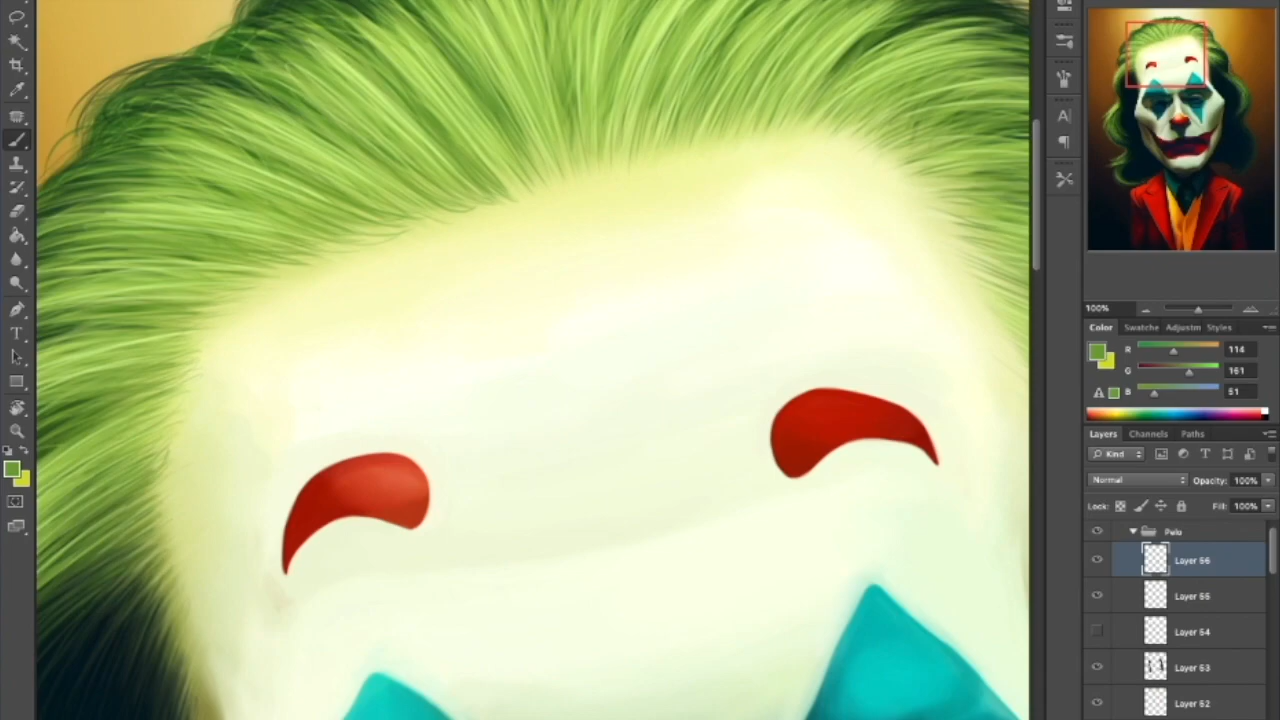 100%
Color Swatche Adjustm Styles
R 114
G 161
B 51
Layers Channels Paths
Kind
Normal Opacity: 100%
Lock: Fill: 100%
Pelo
Layer 56
Layer 55
Layer 54
Layer 53
Layer 52